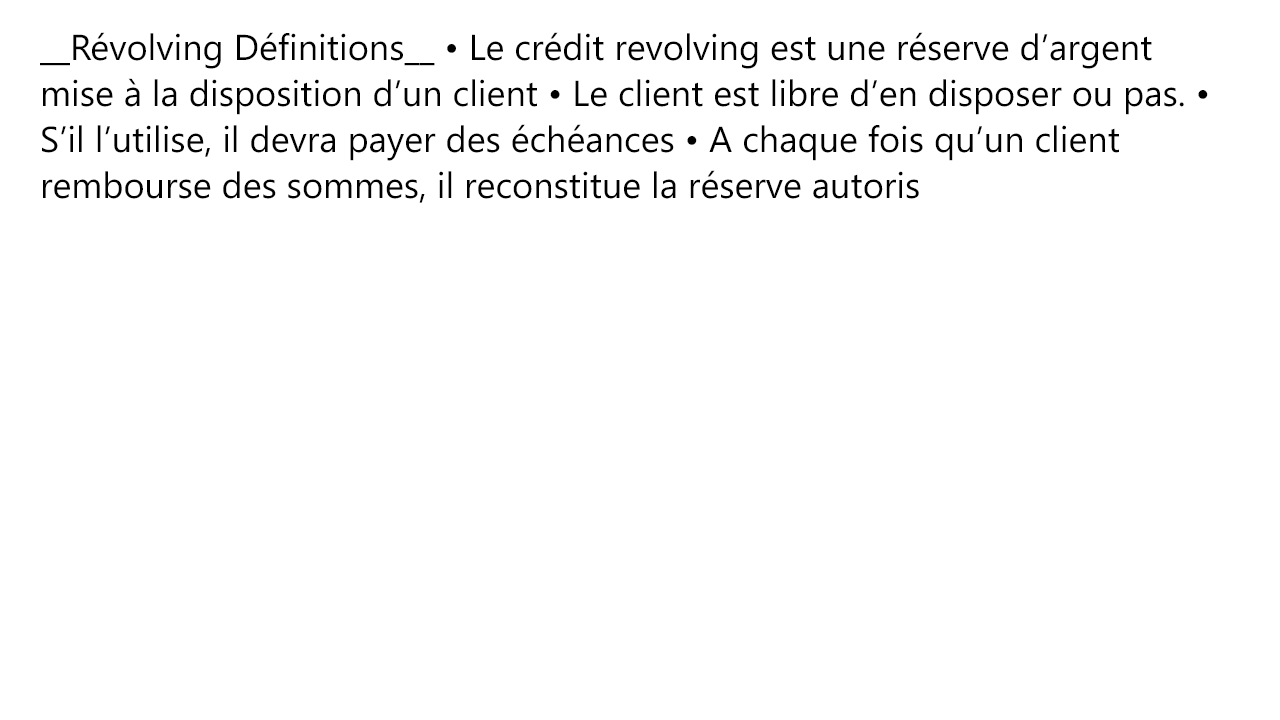 __Révolving Définitions__ • Le crédit revolving est une réserve d’argent
mise à la disposition d’un client • Le client est libre d’en disposer ou pas. •
S’il l’utilise, il devra payer des échéances • A chaque fois qu’un client
rembourse des sommes, il reconstitue la réserve autoris